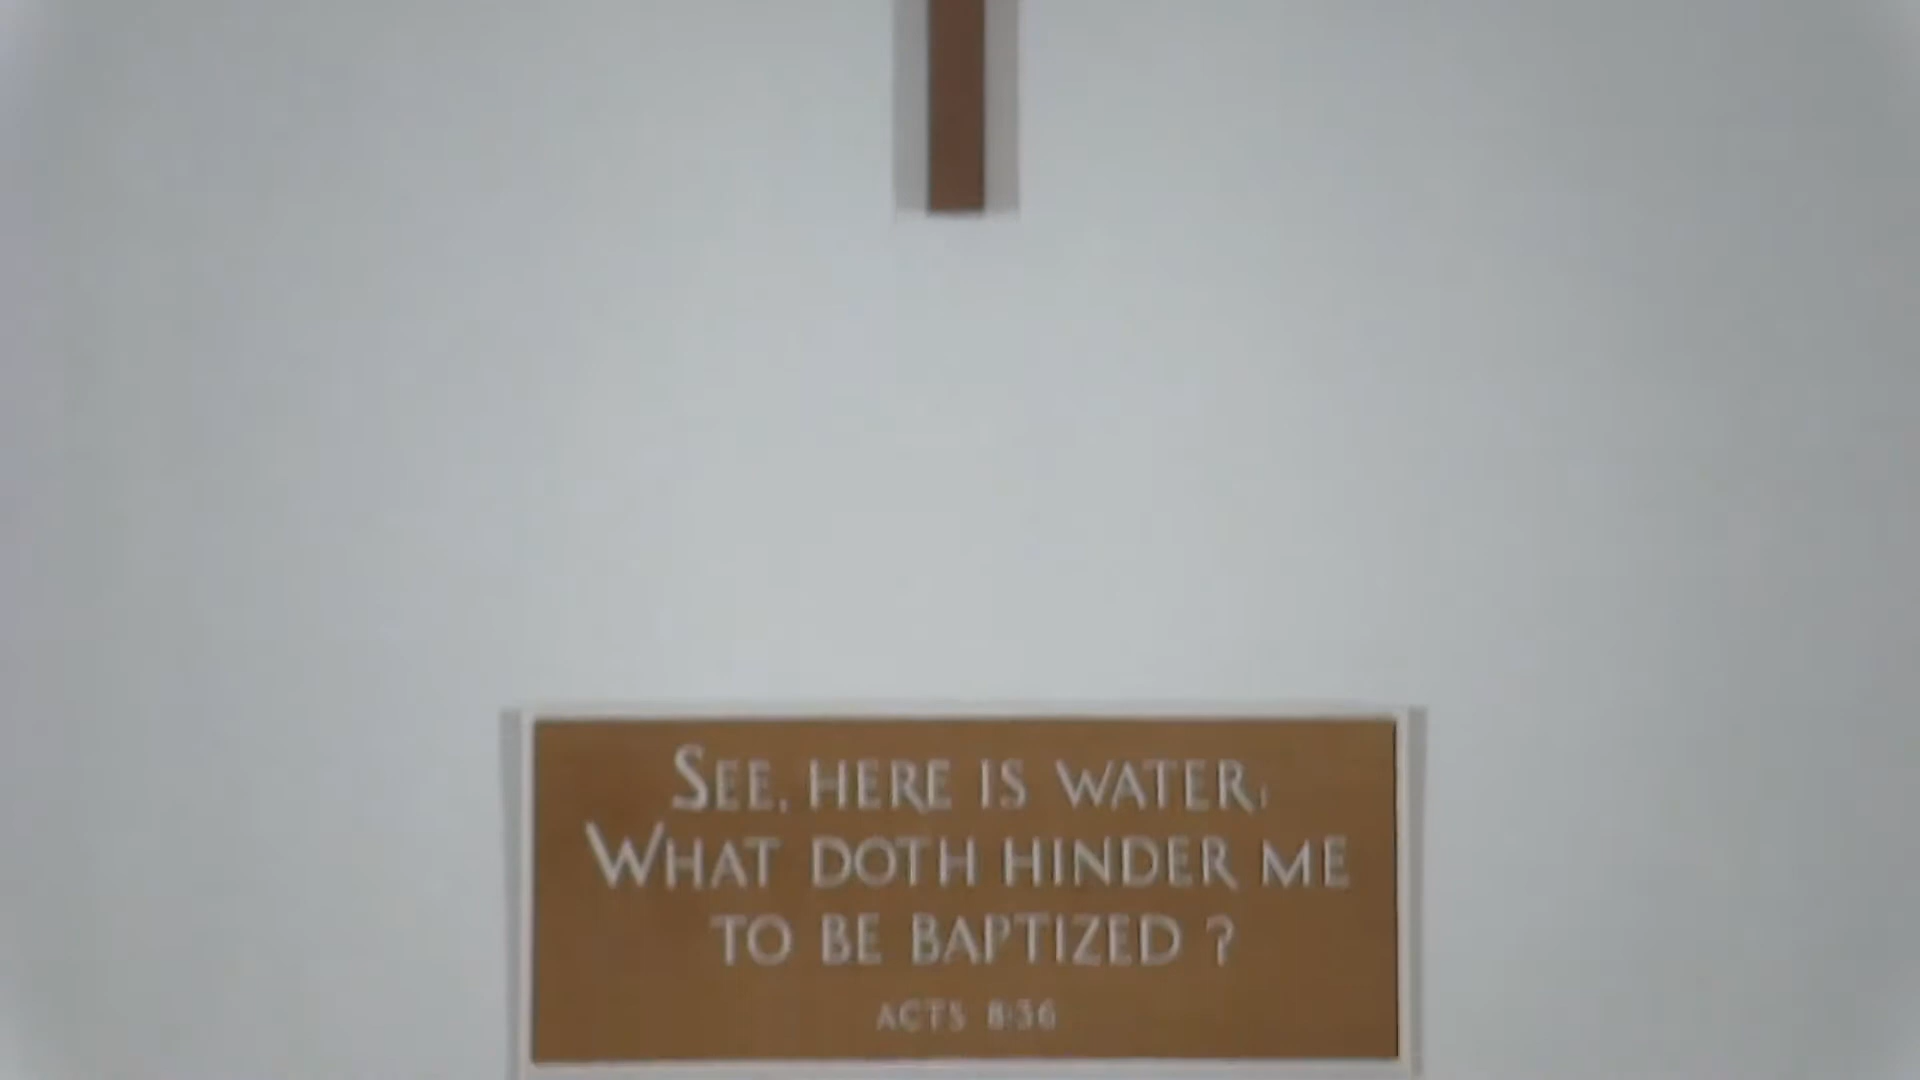 SEE, HERE IS WATER;
WHAT DOTH HINDER ME
TO BE BAPTIZED ?
ACTS 8:36